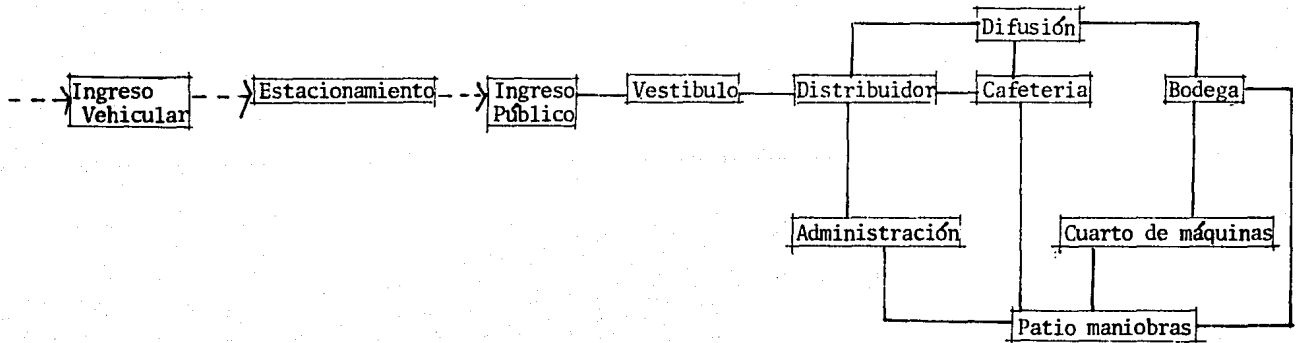 Difusión
Ingreso
Vehicular
Estacionamiento
Ingreso
Público
Vestibulo
Distribuidor
Cafeteria
Bodega
Administración
Cuarto de máquinas
Patio maniobras